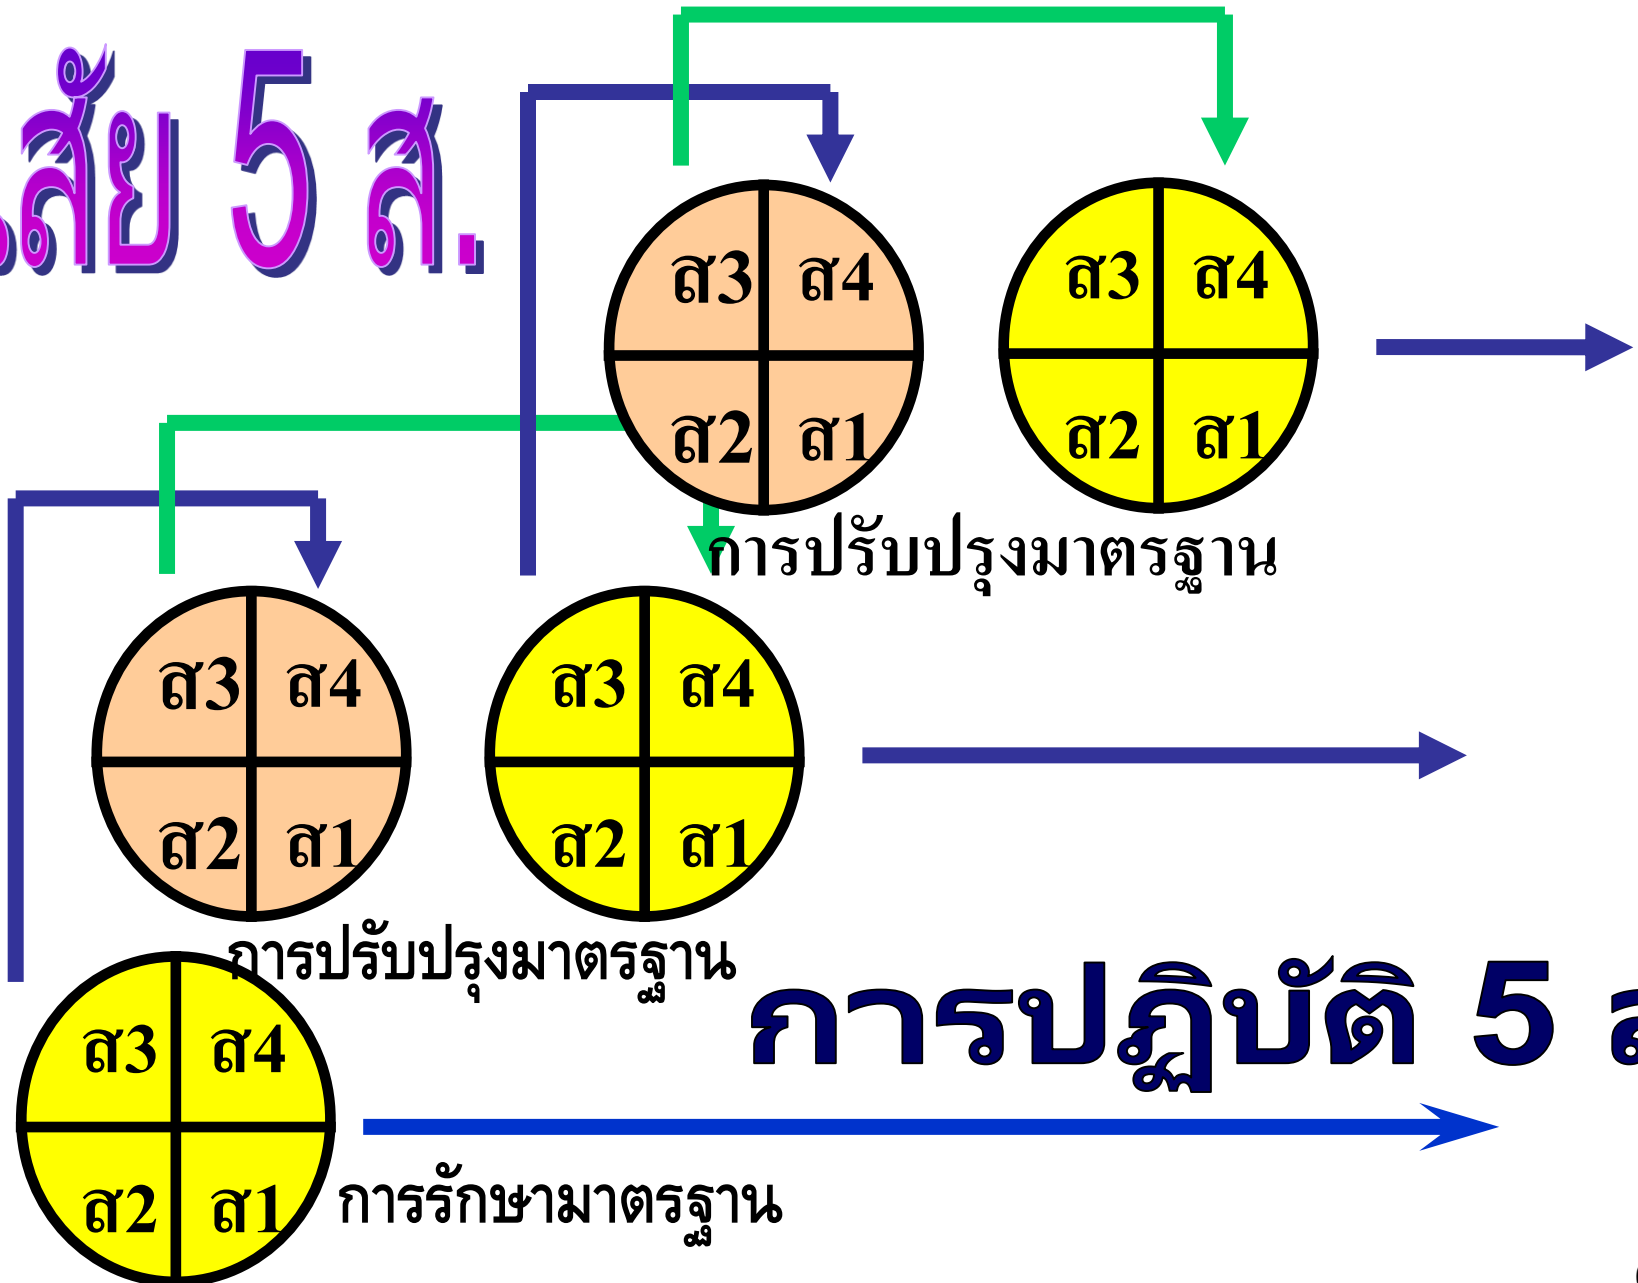 สัย 5 ส.
ส3 ส4
ส2 ส1
ส3 ส4
ส2 ส1
การปรับปรุงมาตรฐาน
ส3 ส4
ส2 ส1
ส3 ส4
ส2 ส1
การปรับปรุงมาตรฐาน
การปฏิบัติ 5 ส
ส3 ส4
ส2 ส1
การรักษามาตรฐาน